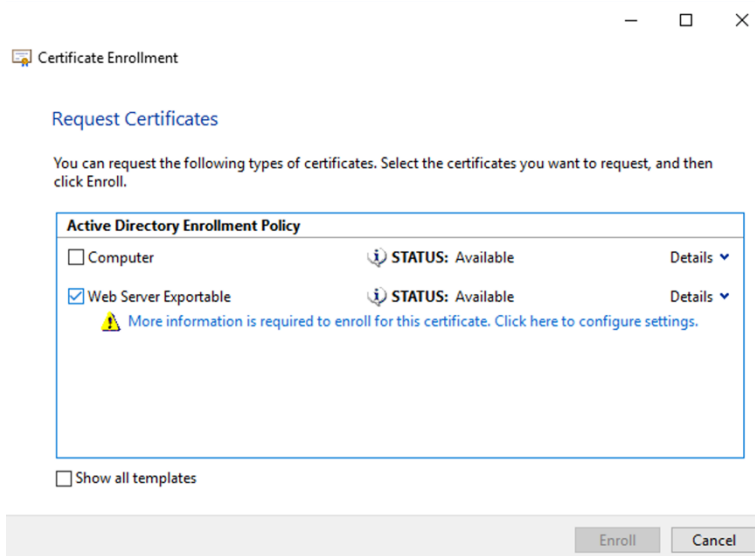 Certificate Enrollment
Request Certificates
You can request the following types of certificates. Select the certificates you want to request, and then
click Enroll.
Active Directory Enrollment Policy
Computer STATUS: Available Details
Web Server Exportable STATUS: Available Details
More information is required to enroll for this certificate. Click here to configure settings.
Show all templates
Enroll Cancel